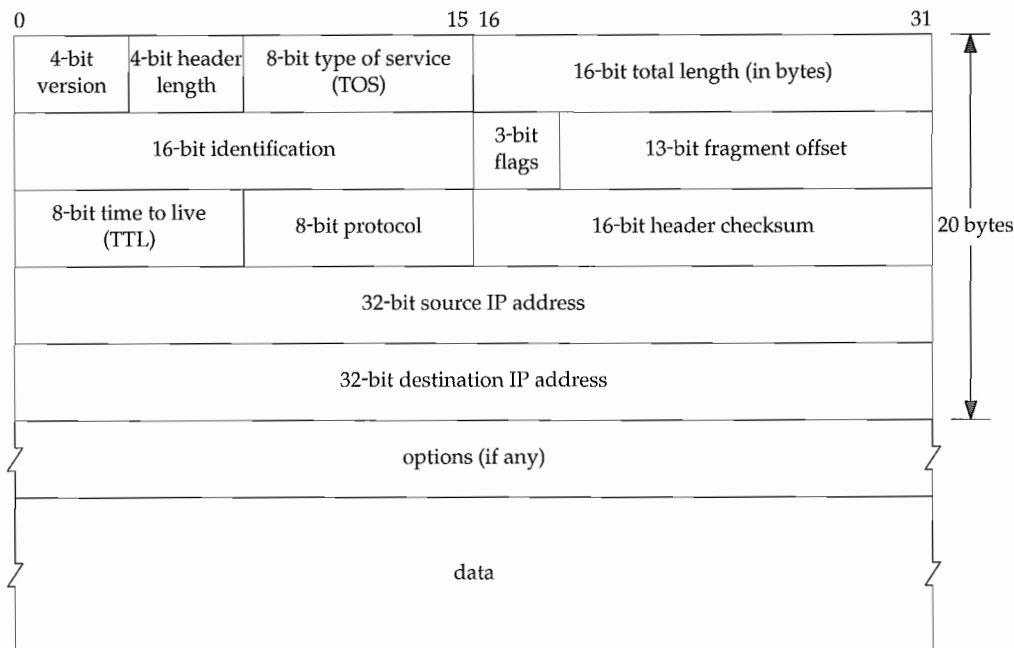 0 15 16 31
4-bit version
4-bit header length
8-bit type of service (TOS)
16-bit total length (in bytes)
16-bit identification
3-bit flags
13-bit fragment offset
8-bit time to live (TTL)
8-bit protocol
16-bit header checksum
20 bytes
32-bit source IP address
32-bit destination IP address
options (if any)
data